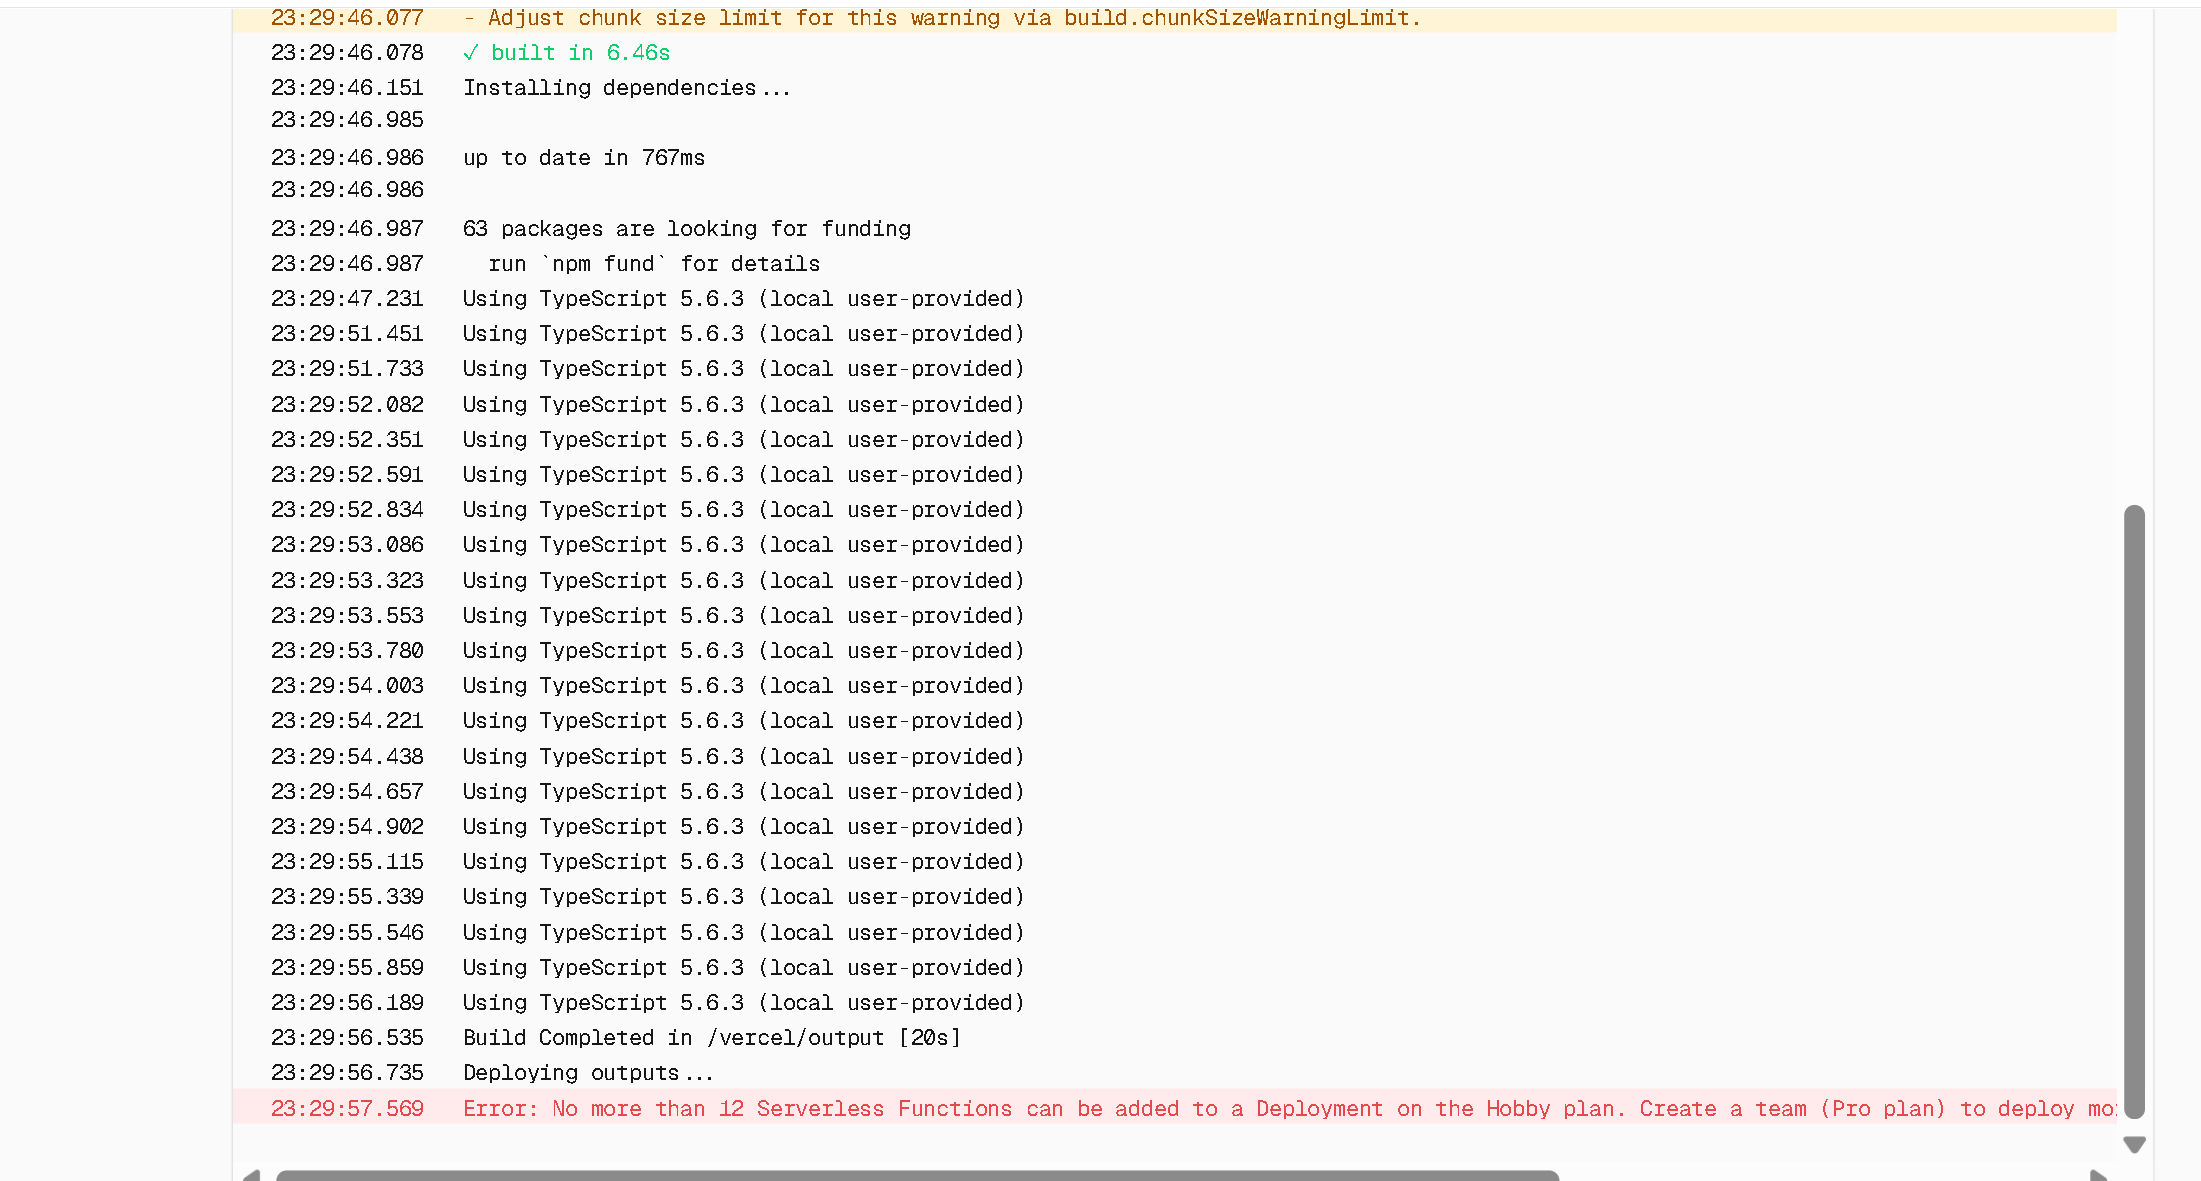 23:29:46.077 - Adjust chunk size limit for this warning via build.chunkSizeWarningLimit.
23:29:46.078 ✓ built in 6.46s
23:29:46.151 Installing dependencies...
23:29:46.985
23:29:46.986 up to date in 767ms
23:29:46.986
23:29:46.987 63 packages are looking for funding
23:29:46.987 run `npm fund` for details
23:29:47.231 Using TypeScript 5.6.3 (local user-provided)
23:29:51.451 Using TypeScript 5.6.3 (local user-provided)
23:29:51.733 Using TypeScript 5.6.3 (local user-provided)
23:29:52.082 Using TypeScript 5.6.3 (local user-provided)
23:29:52.351 Using TypeScript 5.6.3 (local user-provided)
23:29:52.591 Using TypeScript 5.6.3 (local user-provided)
23:29:52.834 Using TypeScript 5.6.3 (local user-provided)
23:29:53.086 Using TypeScript 5.6.3 (local user-provided)
23:29:53.323 Using TypeScript 5.6.3 (local user-provided)
23:29:53.553 Using TypeScript 5.6.3 (local user-provided)
23:29:53.780 Using TypeScript 5.6.3 (local user-provided)
23:29:54.003 Using TypeScript 5.6.3 (local user-provided)
23:29:54.221 Using TypeScript 5.6.3 (local user-provided)
23:29:54.438 Using TypeScript 5.6.3 (local user-provided)
23:29:54.657 Using TypeScript 5.6.3 (local user-provided)
23:29:54.902 Using TypeScript 5.6.3 (local user-provided)
23:29:55.115 Using TypeScript 5.6.3 (local user-provided)
23:29:55.339 Using TypeScript 5.6.3 (local user-provided)
23:29:55.546 Using TypeScript 5.6.3 (local user-provided)
23:29:55.859 Using TypeScript 5.6.3 (local user-provided)
23:29:56.189 Using TypeScript 5.6.3 (local user-provided)
23:29:56.535 Build Completed in /vercel/output [20s]
23:29:56.735 Deploying outputs...
23:29:57.569 Error: No more than 12 Serverless Functions can be added to a Deployment on the Hobby plan. Create a team (Pro plan) to deploy